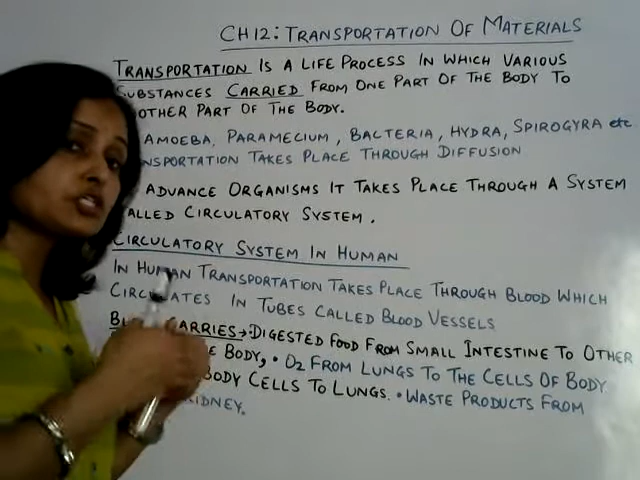 CH 12: TRANSPORTATION OF MATERIALS
TRANSPORTATION IS A LIFE PROCESS IN WHICH VARIOUS
SUBSTANCES CARRIED FROM ONE PART OF THE BODY TO
OTHER PART OF THE BODY.
AMOEBA, PARAMECIUM, BACTERIA, HYDRA, SPIROGYRA etc
NSPORTATION TAKES PLACE THROUGH DIFFUSION
ADVANCE ORGANISMS IT TAKES PLACE THROUGH A SYSTEM
CALLED CIRCULATORY SYSTEM.
CIRCULATORY SYSTEM IN HUMAN
IN HUMAN TRANSPORTATION TAKES PLACE THROUGH BLOOD WHICH
CIRCULATES IN TUBES CALLED BLOOD VESSELS
CARRIES → DIGESTED FOOD FROM SMALL INTESTINE TO OTHER
BODY, • O2 FROM LUNGS TO THE CELLS OF BODY
BODY CELLS TO LUNGS. • WASTE PRODUCTS FROM
KIDNEY.